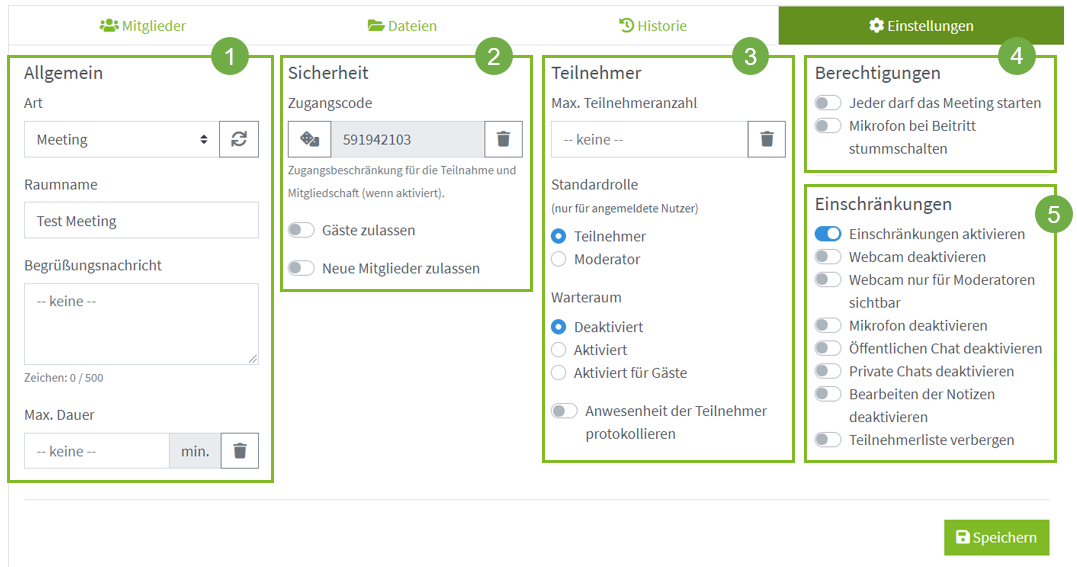 Mitglieder
Dateien
Historie
Einstellungen
1
Allgemein
Art
Meeting
Raumname
Test Meeting
Begrüßungsnachricht
-- keine --
Zeichen: 0 / 500
Max. Dauer
-- keine --
min.
2
Sicherheit
Zugangscode
591942103
Zugangsbeschränkung für die Teilnahme und
Mitgliedschaft (wenn aktiviert).
Gäste zulassen
Neue Mitglieder zulassen
3
Teilnehmer
Max. Teilnehmeranzahl
-- keine --
Standardrolle
(nur für angemeldete Nutzer)
Teilnehmer
Moderator
Warteraum
Deaktiviert
Aktiviert
Aktiviert für Gäste
Anwesenheit der Teilnehmer
protokollieren
4
Berechtigungen
Jeder darf das Meeting starten
Mikrofon bei Beitritt
stummschalten
5
Einschränkungen
Einschränkungen aktivieren
Webcam deaktivieren
Webcam nur für Moderatoren
sichtbar
Mikrofon deaktivieren
Öffentlichen Chat deaktivieren
Private Chats deaktivieren
Bearbeiten der Notizen
deaktivieren
Teilnehmerliste verbergen
Speichern